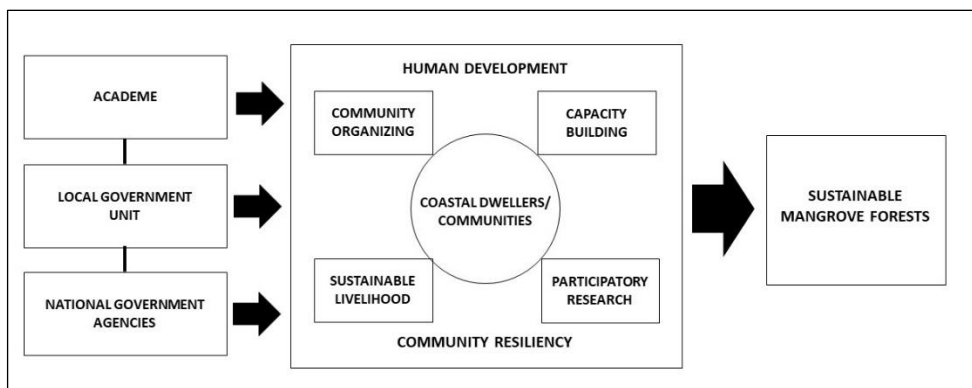 ACADEME
LOCAL GOVERNMENT
UNIT
NATIONAL GOVERNMENT
AGENCIES
HUMAN DEVELOPMENT
COMMUNITY
ORGANIZING
CAPACITY
BUILDING
COASTAL DWELLERS/
COMMUNITIES
SUSTAINABLE
LIVELIHOOD
PARTICIPATORY
RESEARCH
COMMUNITY RESILIENCY
SUSTAINABLE
MANGROVE FORESTS